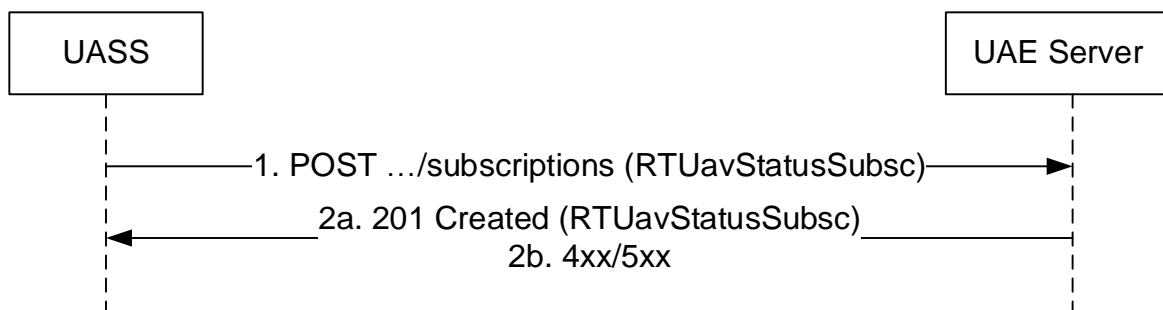 UASS
UAE Server
1. POST …/subscriptions (RTUavStatusSubsc)
2a. 201 Created (RTUavStatusSubsc)
2b. 4xx/5xx